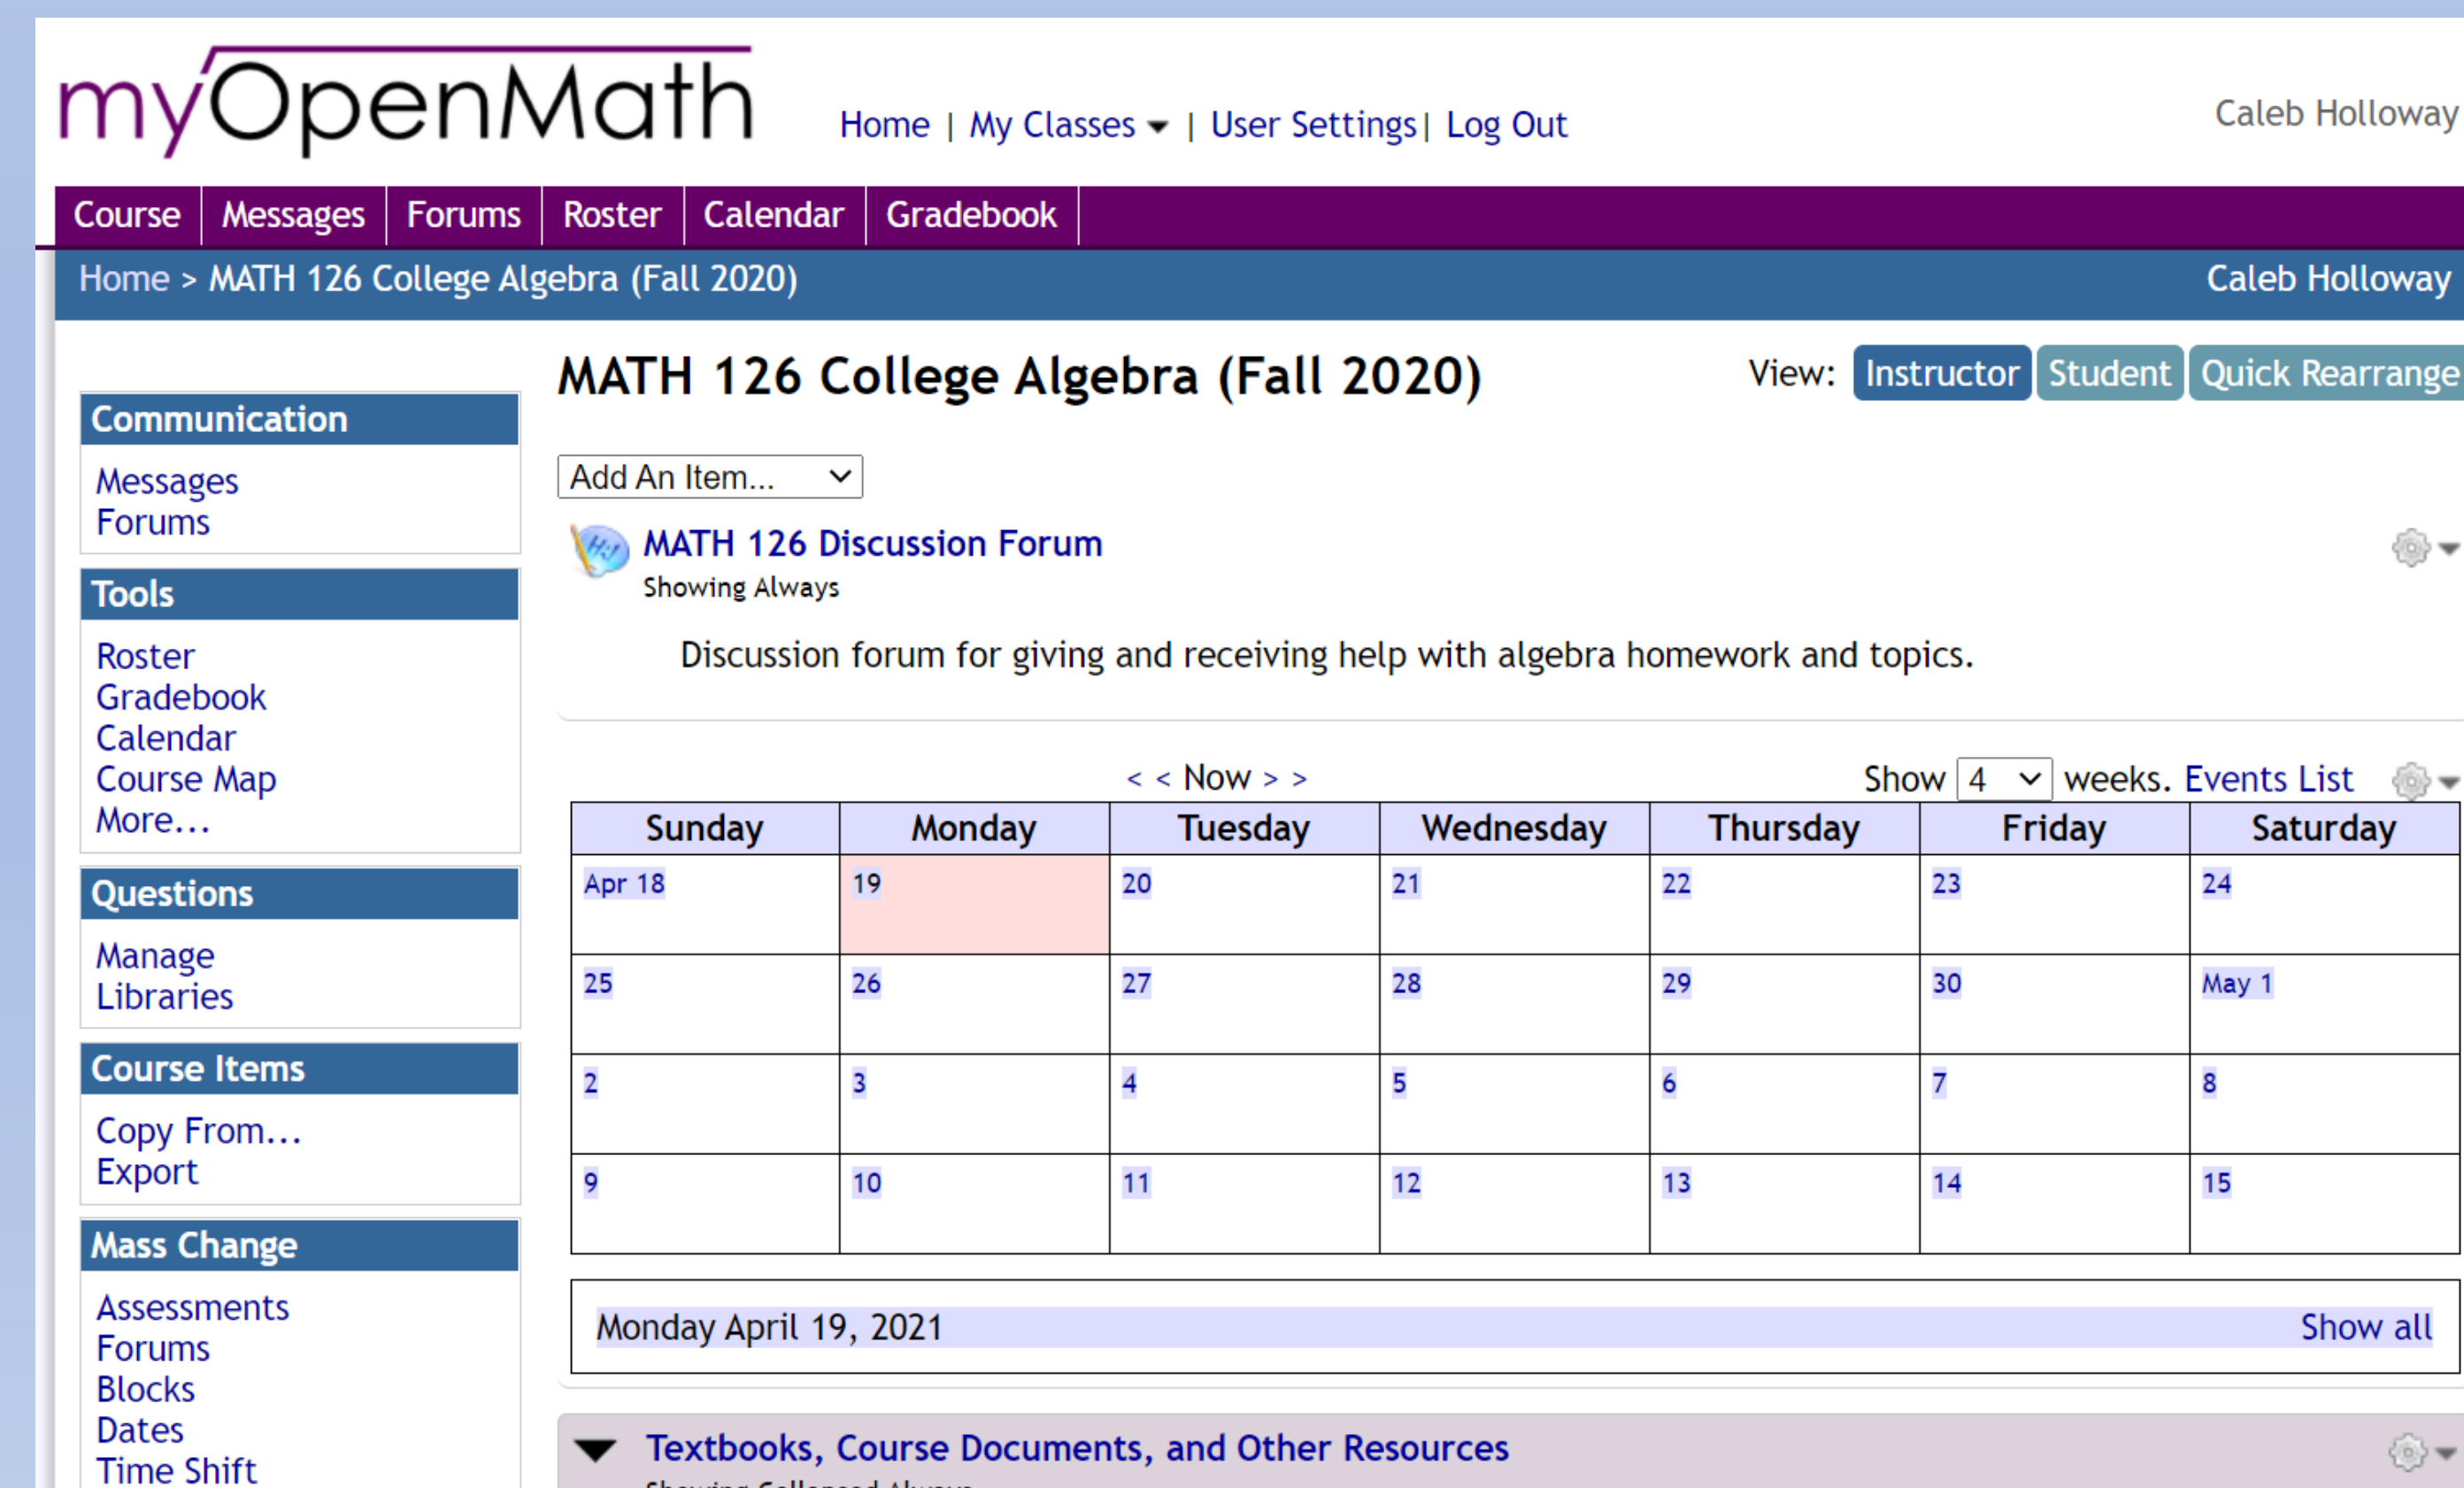 myOpenMath
Home | My Classes | User Settings | Log Out
Caleb Holloway
Course Messages Forums Roster Calendar Gradebook
Home > MATH 126 College Algebra (Fall 2020)
Caleb Holloway
Communication
Messages
Forums
Tools
Roster
Gradebook
Calendar
Course Map
More...
Questions
Manage
Libraries
Course Items
Copy From...
Export
Mass Change
Assessments
Forums
Blocks
Dates
Time Shift
MATH 126 College Algebra (Fall 2020)
View: Instructor Student Quick Rearrange
Add An Item...
Hi!
MATH 126 Discussion Forum
Showing Always
Discussion forum for giving and receiving help with algebra homework and topics.
< < Now > >
Show 4 weeks. Events List
Sunday Monday Tuesday Wednesday Thursday Friday Saturday
Apr 18 19 20 21 22 23 24
25 26 27 28 29 30 May 1
2 3 4 5 6 7 8
9 10 11 12 13 14 15
Monday April 19, 2021
Show all
Textbooks, Course Documents, and Other Resources